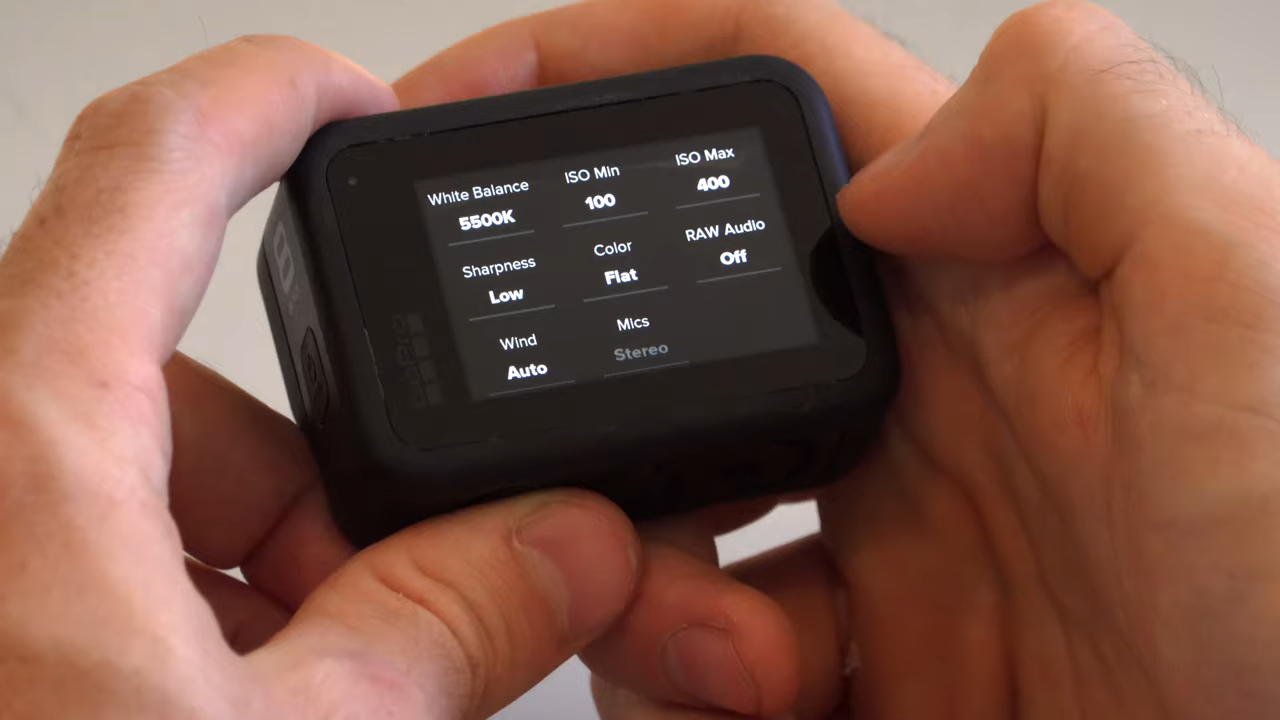 White Balance
5500K
ISO Min
100
ISO Max
400
Sharpness
Low
Color
Flat
RAW Audio
Off
Wind
Auto
Mics
Stereo
GoPro